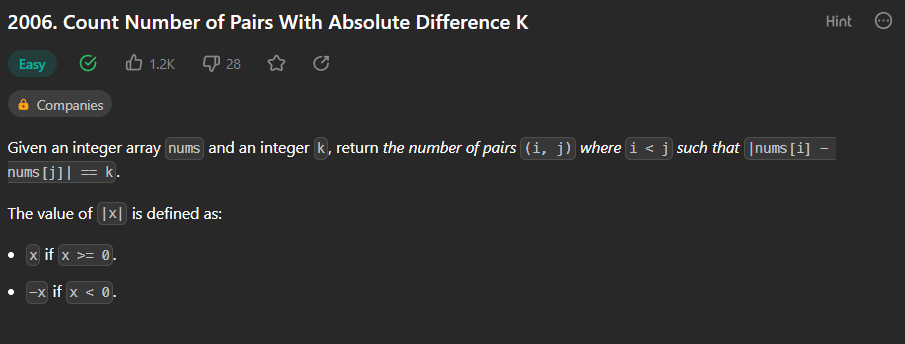 2006. Count Number of Pairs With Absolute Difference K Hint
Easy 1.2K 28
Companies
Given an integer array nums and an integer k, return the number of pairs (i, j) where i < j such that |nums[i] -
nums[j]| == k.
The value of |x| is defined as:
• x if x >= 0.
• -x if x < 0.